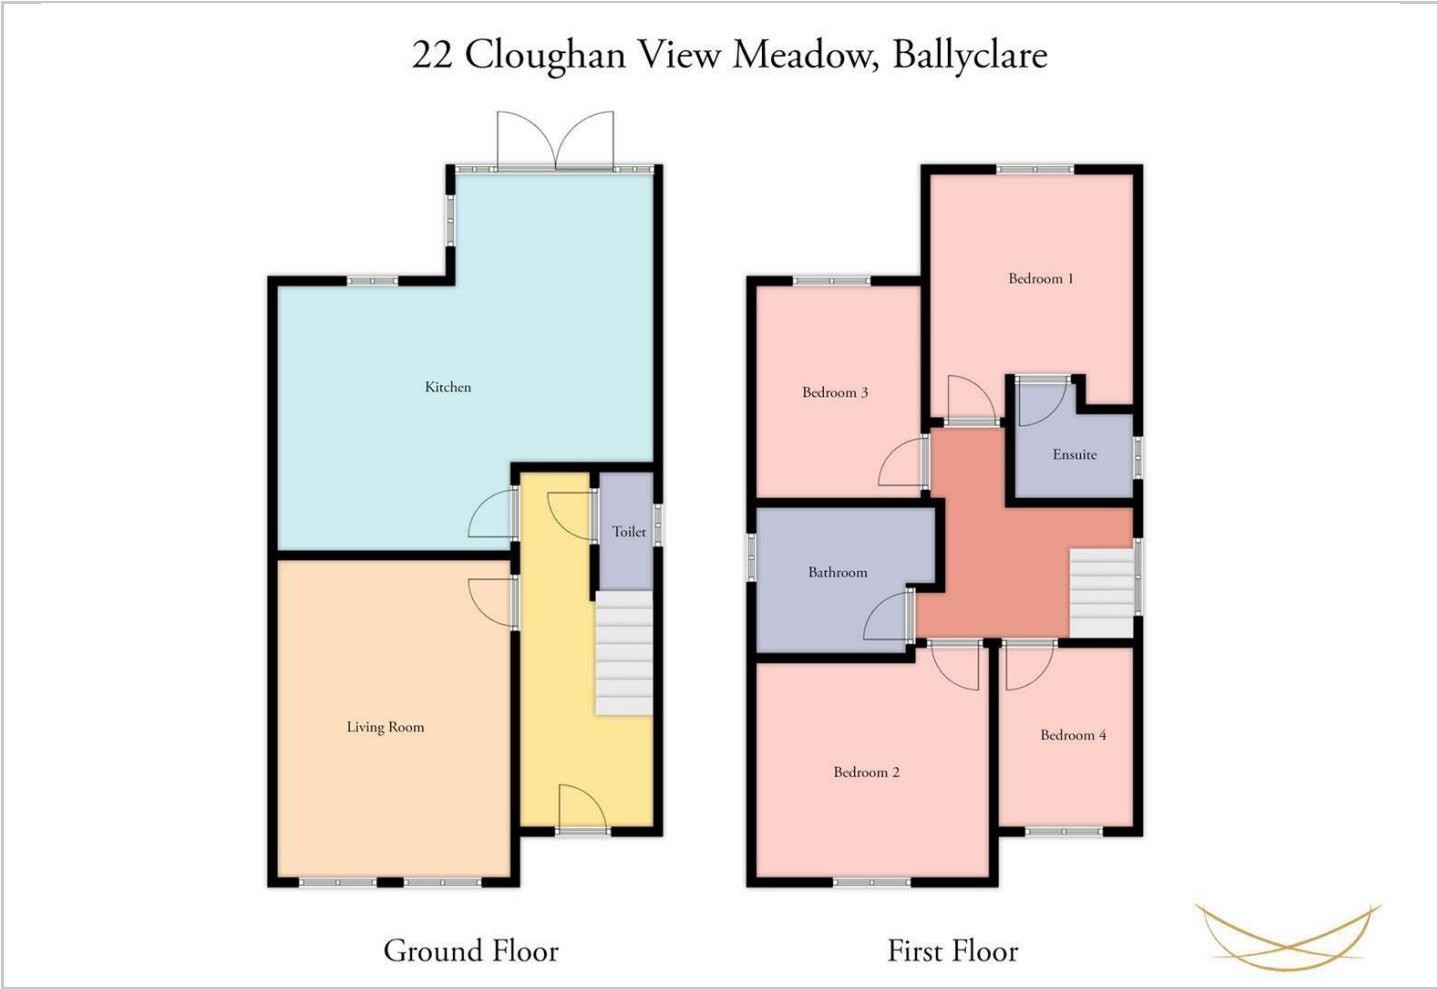 22 Cloughan View Meadow, Ballyclare
Kitchen
Toilet
Living Room
Ground Floor
Bedroom 1
Bedroom 3
Ensuite
Bathroom
Bedroom 4
Bedroom 2
First Floor